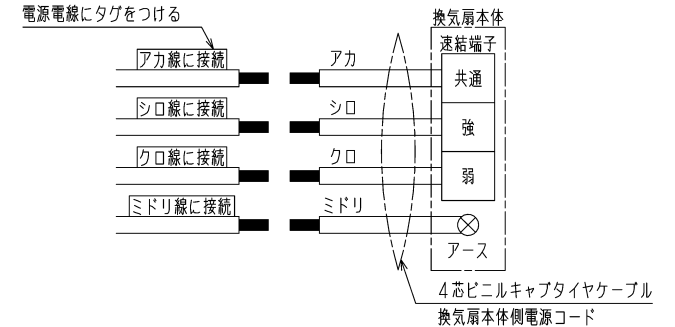 電源電線にタグをつける
換気扇本体
速結端子
アカ線に接続
アカ
共通
シロ線に接続
シロ
強
クロ線に接続
クロ
弱
ミドリ線に接続
ミドリ
アース
4芯ビニルキャブタイヤケーブル
換気扇本体側電源コード